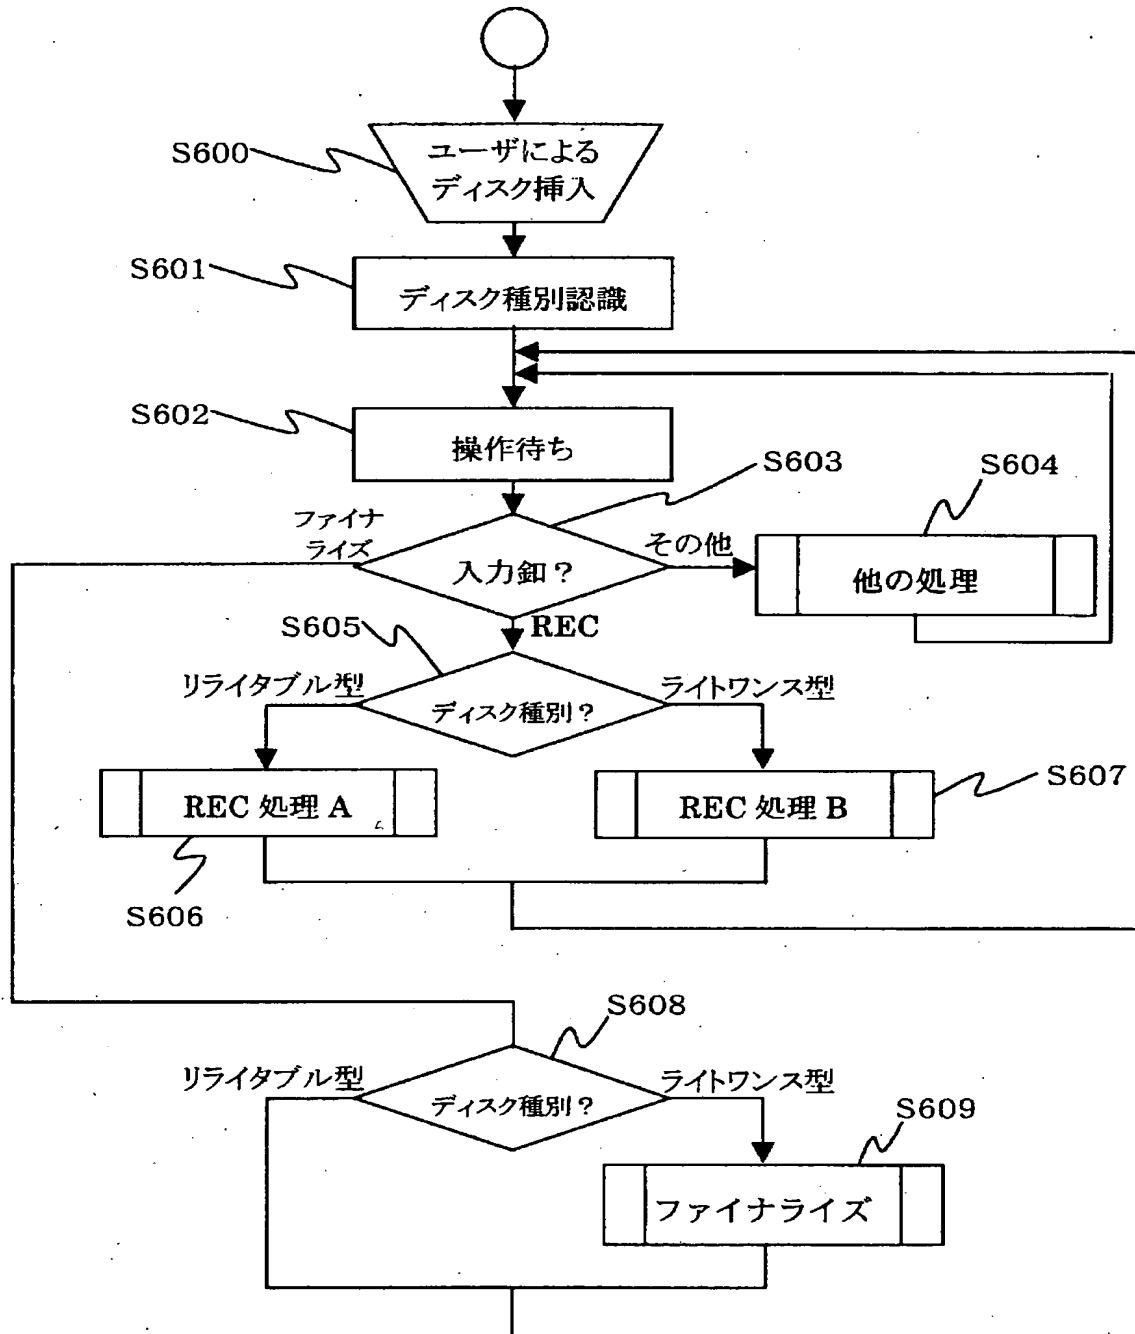 S600
ユーザによる
ディスク挿入
S601
ディスク種別認識
S602
操作待ち
S603
S604
ファイナ
ライズ
入力釦？
その他
他の処理
REC
S605
リライタブル型
ディスク種別？
ライトワンス型
REC 処理 A
REC 処理 B
S607
S606
S608
リライタブル型
ディスク種別？
ライトワンス型
S609
ファイナライズ